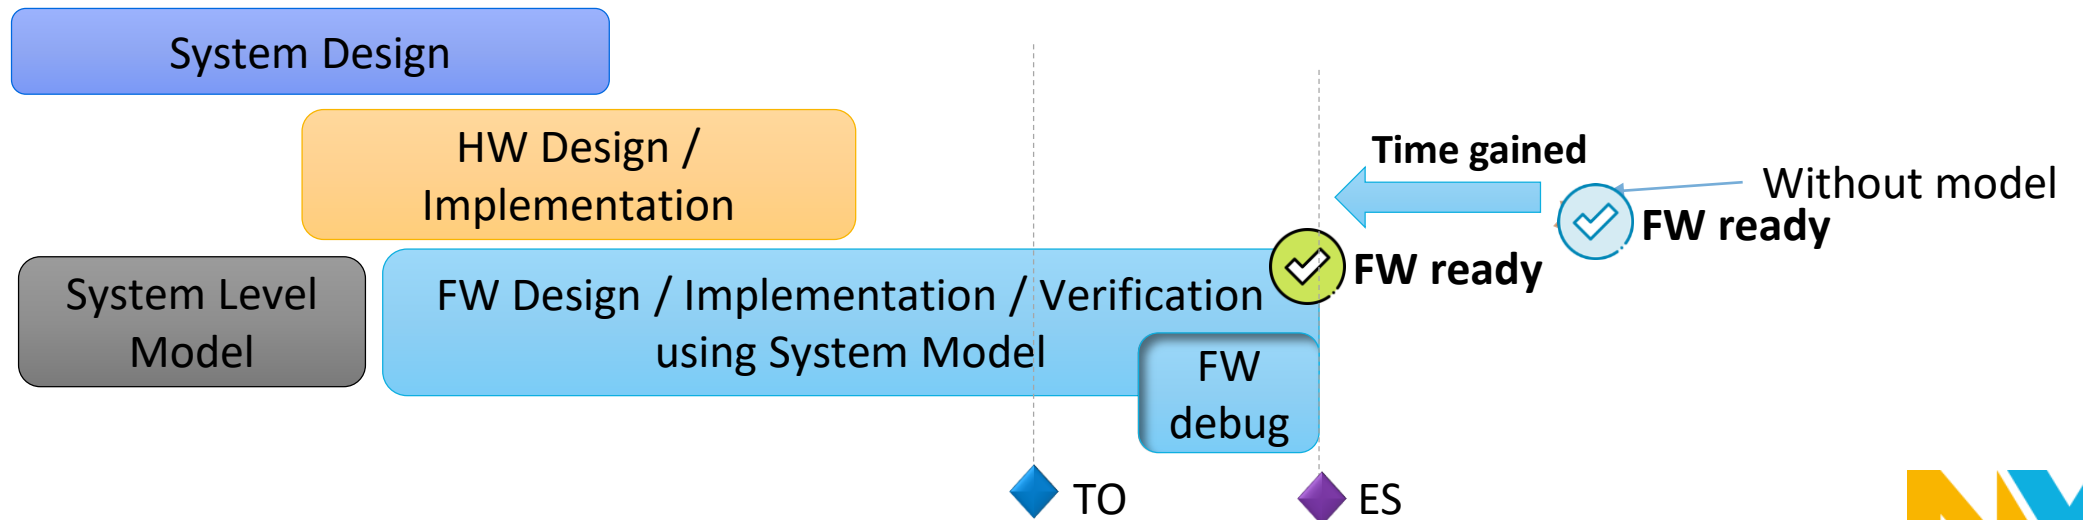 System Design
HW Design /
Implementation
Time gained
Without model
FW ready
FW ready
System Level
Model
FW Design / Implementation / Verification
using System Model
FW
debug
TO
ES